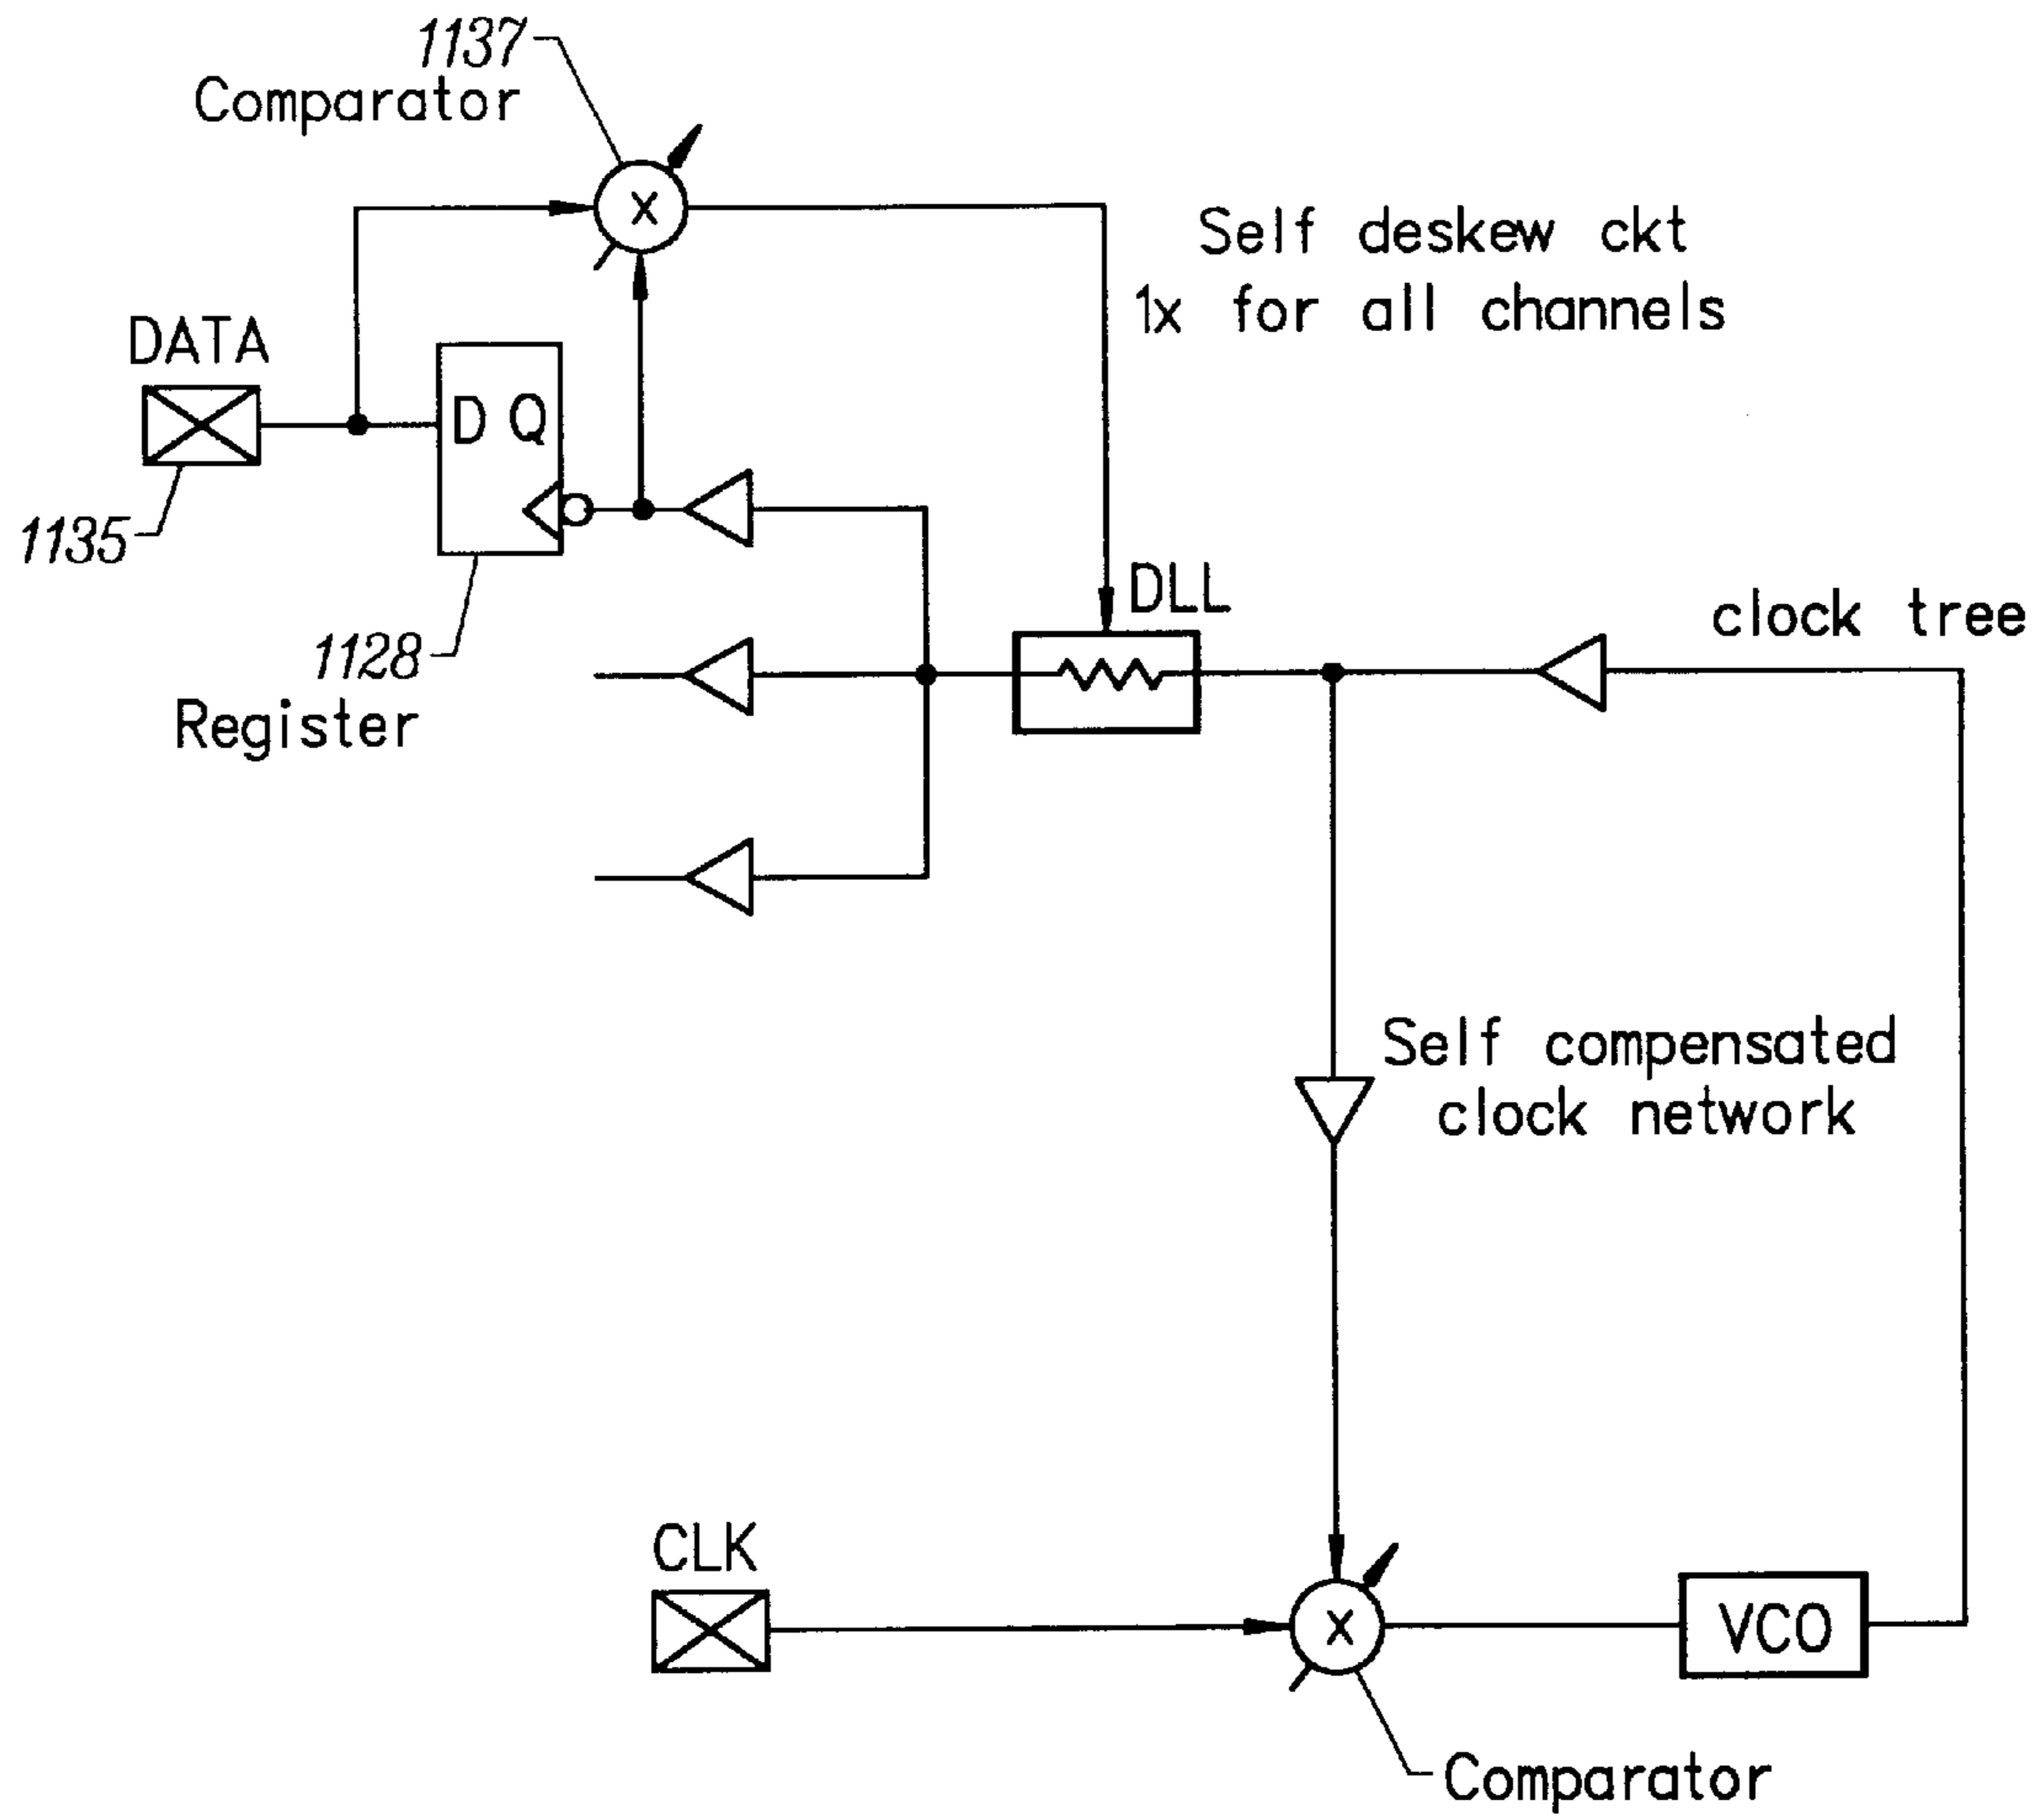 1137
Comparator
X
Self deskew ckt
1x for all channels
DATA
D Q
1135
DLL
clock tree
1128
Register
Self compensated
clock network
CLK
X
VCO
Comparator